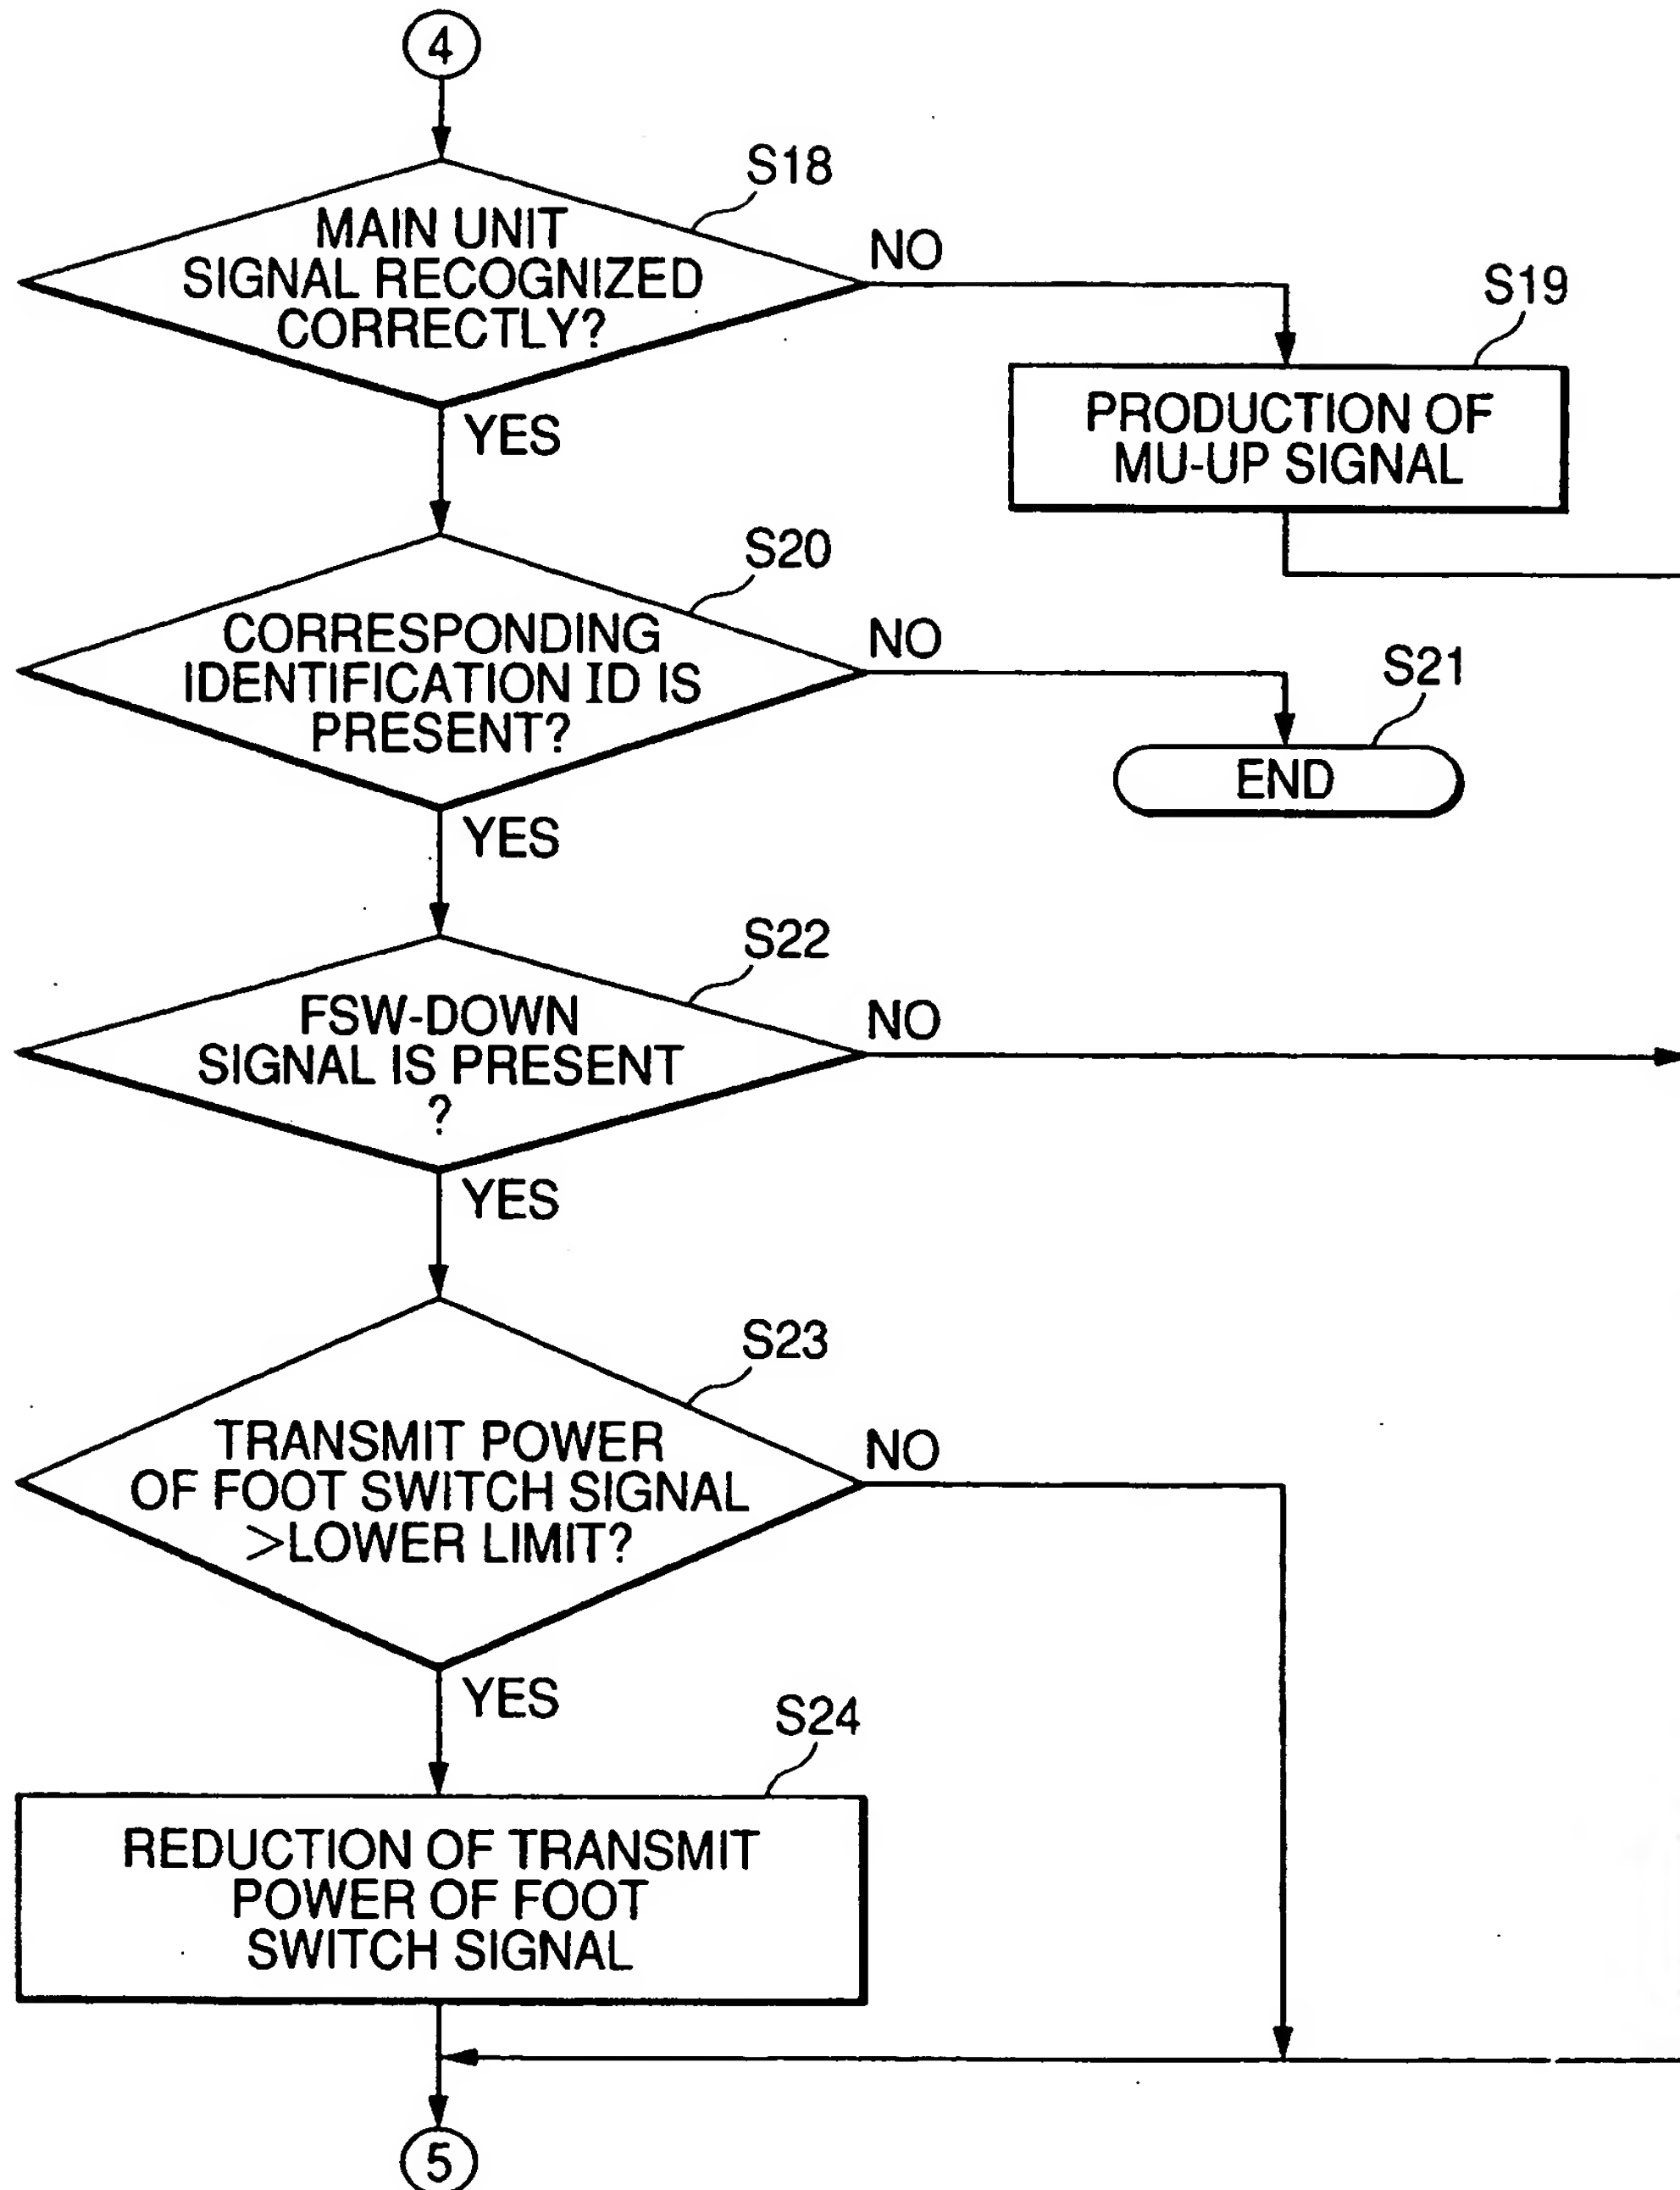 4
S18
MAIN UNIT
SIGNAL RECOGNIZED
CORRECTLY?
NO
YES
S19
PRODUCTION OF
MU-UP SIGNAL
S20
CORRESPONDING
IDENTIFICATION ID IS
PRESENT?
NO
YES
S21
END
S22
FSW-DOWN
SIGNAL IS PRESENT
?
NO
YES
S23
TRANSMIT POWER
OF FOOT SWITCH SIGNAL
>LOWER LIMIT?
NO
YES
S24
REDUCTION OF TRANSMIT
POWER OF FOOT
SWITCH SIGNAL
5